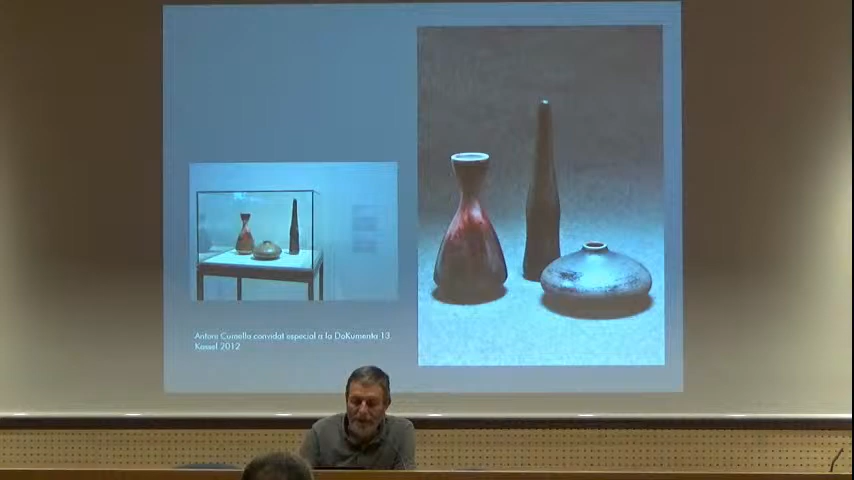 Antoni Cumella convidat especial a la DoKumenta 13.
Kassel 2012